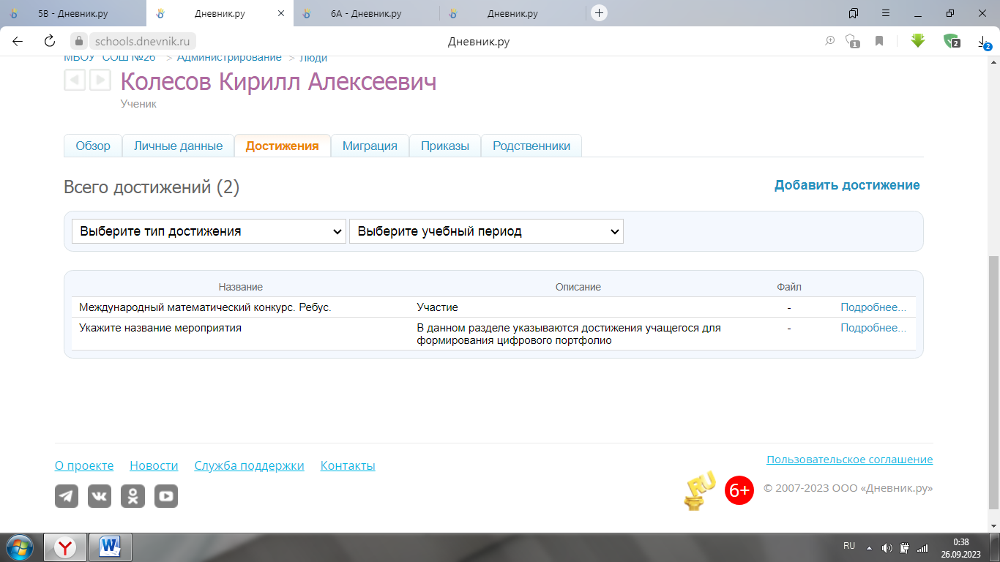 5В - Дневник.ру
Дневник.ру
6А - Дневник.ру
Дневник.ру
schools.dnevnik.ru
Дневник.ру
1
2
2
МБОУ "СОШ №26" > Администрирование > Люди
Колесов Кирилл Алексеевич
Ученик
Обзор
Личные данные
Достижения
Миграция
Приказы
Родственники
Всего достижений (2)
Добавить достижение
Выберите тип достижения
Выберите учебный период
Название Описание Файл
Международный математический конкурс. Ребус. Участие - Подробнее...
Укажите название мероприятия В данном разделе указываются достижения учащегося для - Подробнее...
формирования цифрового портфолио
О проекте Новости Служба поддержки Контакты
Пользовательское соглашение
RU
6+
© 2007-2023 ООО «Дневник.ру»
RU
0:38
26.09.2023